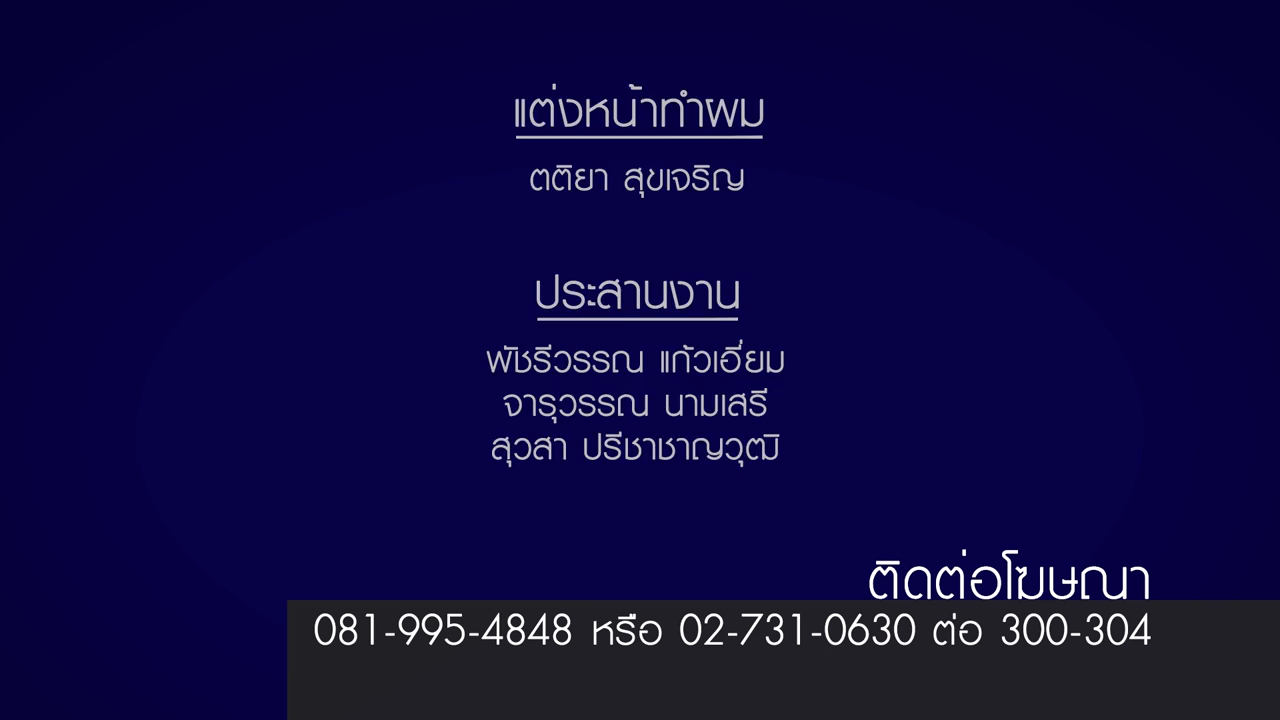 แต่งหน้าทำผม
ตติยา สุขเจริญ
ประสานงาน
พัชรีวรรณ แก้วเอี่ยม
จารุวรรณ นามเสรี
สุวสา ปรีชาชาญวุฒิ
ติดต่อโฆษณา
081-995-4848 หรือ 02-731-0630 ต่อ 300-304